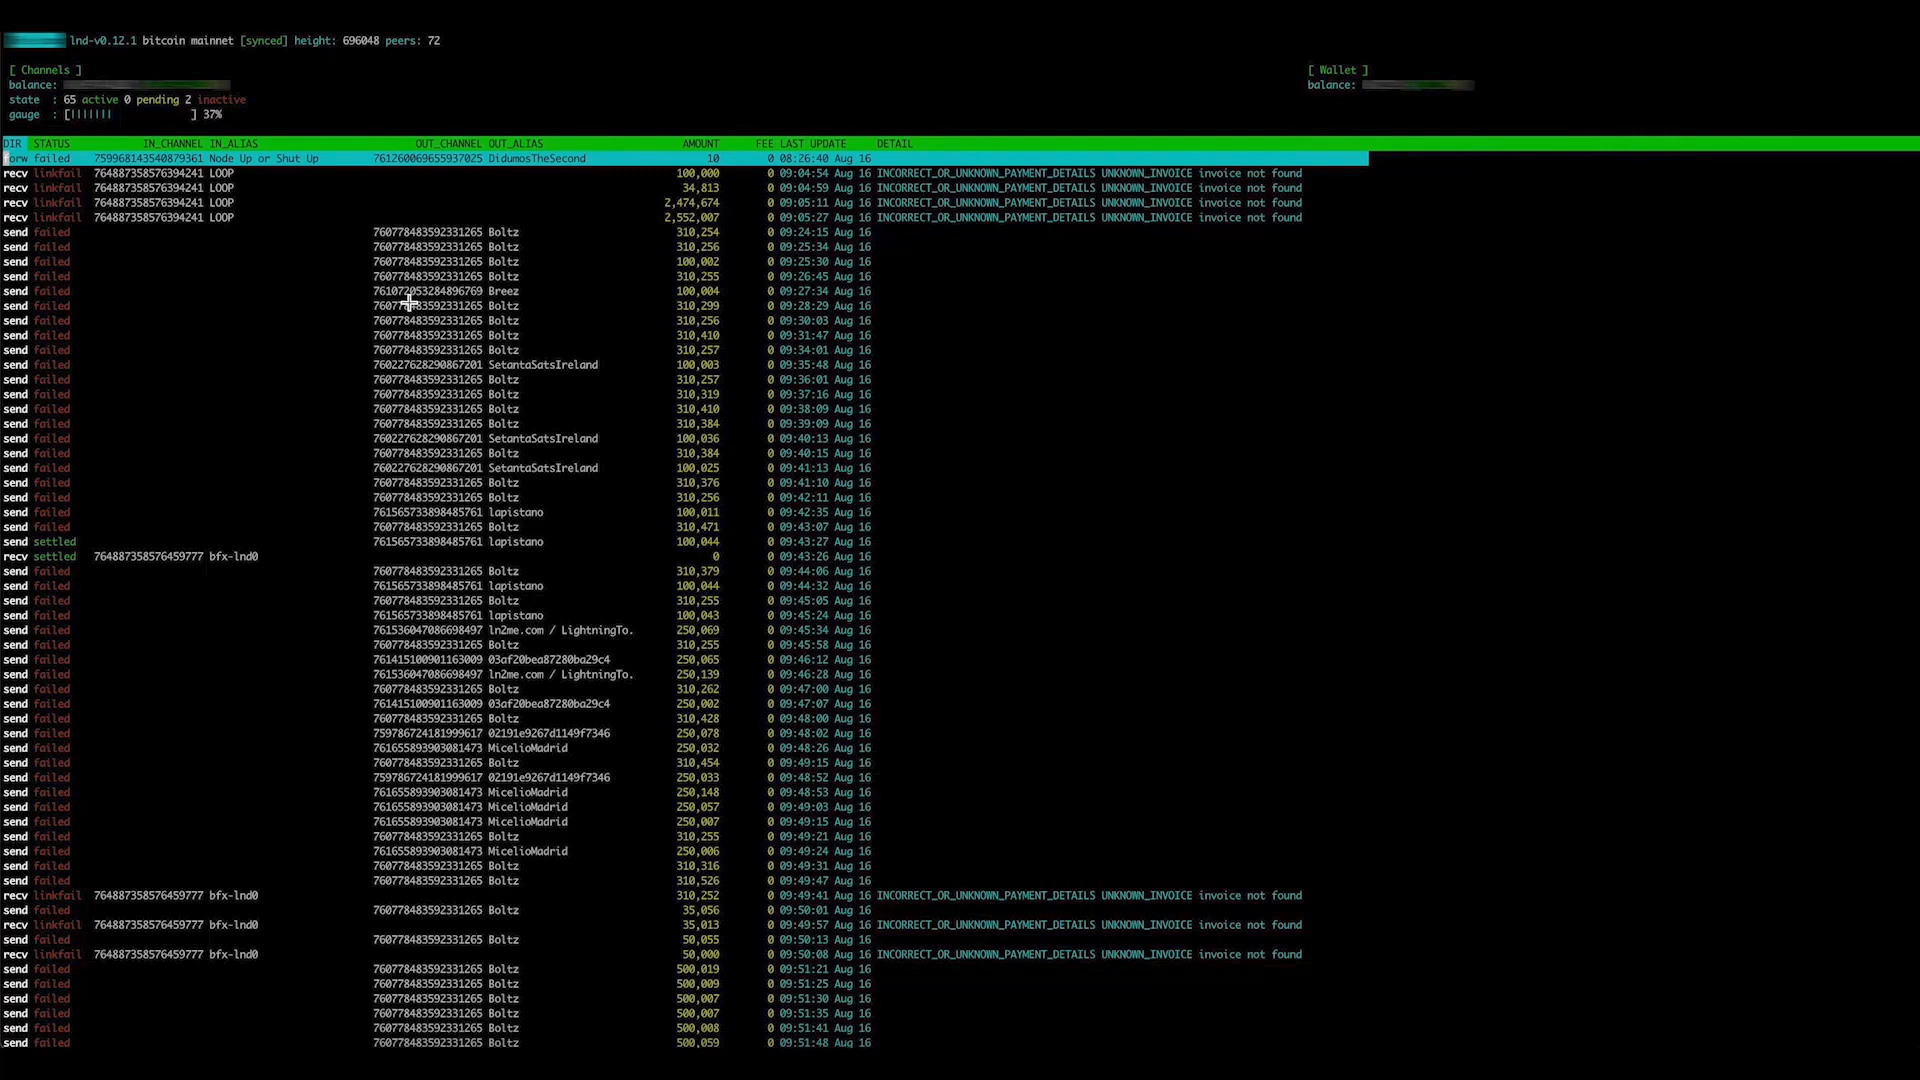 lnd-v0.12.1 bitcoin mainnet [synced] height: 696048 peers: 72
[ Channels ] [ Wallet ]
balance: balance:
state : 65 active 0 pending 2 inactive
gauge : [||||||| ] 37%
DIR STATUS IN_CHANNEL IN_ALIAS OUT_CHANNEL OUT_ALIAS AMOUNT FEE LAST UPDATE DETAIL
forw failed 759968143540879361 Node Up or Shut Up 761260069655937025 DidumosTheSecond 10 0 08:26:40 Aug 16
recv linkfail 764887358576394241 LOOP 100,000 0 09:04:54 Aug 16 INCORRECT_OR_UNKNOWN_PAYMENT_DETAILS UNKNOWN_INVOICE invoice not found
recv linkfail 764887358576394241 LOOP 34,813 0 09:04:59 Aug 16 INCORRECT_OR_UNKNOWN_PAYMENT_DETAILS UNKNOWN_INVOICE invoice not found
recv linkfail 764887358576394241 LOOP 2,474,674 0 09:05:11 Aug 16 INCORRECT_OR_UNKNOWN_PAYMENT_DETAILS UNKNOWN_INVOICE invoice not found
recv linkfail 764887358576394241 LOOP 2,552,007 0 09:05:27 Aug 16 INCORRECT_OR_UNKNOWN_PAYMENT_DETAILS UNKNOWN_INVOICE invoice not found
send failed 760778483592331265 Boltz 310,254 0 09:24:15 Aug 16
send failed 760778483592331265 Boltz 310,256 0 09:25:34 Aug 16
send failed 760778483592331265 Boltz 100,002 0 09:25:30 Aug 16
send failed 760778483592331265 Boltz 310,255 0 09:26:45 Aug 16
send failed 761072053284896769 Breez 100,004 0 09:27:34 Aug 16
send failed 760778483592331265 Boltz 310,299 0 09:28:29 Aug 16
send failed 760778483592331265 Boltz 310,256 0 09:30:03 Aug 16
send failed 760778483592331265 Boltz 310,410 0 09:31:47 Aug 16
send failed 760778483592331265 Boltz 310,257 0 09:34:01 Aug 16
send failed 760227628290867201 SetantaSatsIreland 100,003 0 09:35:48 Aug 16
send failed 760778483592331265 Boltz 310,257 0 09:36:01 Aug 16
send failed 760778483592331265 Boltz 310,319 0 09:37:16 Aug 16
send failed 760778483592331265 Boltz 310,410 0 09:38:09 Aug 16
send failed 760778483592331265 Boltz 310,384 0 09:39:09 Aug 16
send failed 760227628290867201 SetantaSatsIreland 100,036 0 09:40:13 Aug 16
send failed 760778483592331265 Boltz 310,384 0 09:40:15 Aug 16
send failed 760227628290867201 SetantaSatsIreland 100,025 0 09:41:13 Aug 16
send failed 760778483592331265 Boltz 310,376 0 09:41:10 Aug 16
send failed 760778483592331265 Boltz 310,256 0 09:42:11 Aug 16
send failed 761565733898485761 lapistano 100,011 0 09:42:35 Aug 16
send failed 760778483592331265 Boltz 310,471 0 09:43:07 Aug 16
send settled 761565733898485761 lapistano 100,044 0 09:43:27 Aug 16
recv settled 764887358576459777 bfx-lnd0 0 0 09:43:26 Aug 16
send failed 760778483592331265 Boltz 310,379 0 09:44:06 Aug 16
send failed 761565733898485761 lapistano 100,044 0 09:44:32 Aug 16
send failed 760778483592331265 Boltz 310,255 0 09:45:05 Aug 16
send failed 761565733898485761 lapistano 100,043 0 09:45:24 Aug 16
send failed 761536047086698497 ln2me.com / LightningTo. 250,069 0 09:45:34 Aug 16
send failed 760778483592331265 Boltz 310,255 0 09:45:58 Aug 16
send failed 761415100901163009 03af20bea87280ba29c4 250,065 0 09:46:12 Aug 16
send failed 761536047086698497 ln2me.com / LightningTo. 250,139 0 09:46:28 Aug 16
send failed 760778483592331265 Boltz 310,262 0 09:47:00 Aug 16
send failed 761415100901163009 03af20bea87280ba29c4 250,002 0 09:47:07 Aug 16
send failed 760778483592331265 Boltz 310,428 0 09:48:00 Aug 16
send failed 759786724181999617 02191e9267d1149f7346 250,078 0 09:48:02 Aug 16
send failed 761655893903081473 MicelioMadrid 250,032 0 09:48:26 Aug 16
send failed 760778483592331265 Boltz 310,454 0 09:49:15 Aug 16
send failed 759786724181999617 02191e9267d1149f7346 250,033 0 09:48:52 Aug 16
send failed 761655893903081473 MicelioMadrid 250,148 0 09:48:53 Aug 16
send failed 761655893903081473 MicelioMadrid 250,057 0 09:49:03 Aug 16
send failed 761655893903081473 MicelioMadrid 250,007 0 09:49:15 Aug 16
send failed 760778483592331265 Boltz 310,255 0 09:49:21 Aug 16
send failed 761655893903081473 MicelioMadrid 250,006 0 09:49:24 Aug 16
send failed 760778483592331265 Boltz 310,316 0 09:49:31 Aug 16
send failed 760778483592331265 Boltz 310,526 0 09:49:47 Aug 16
recv linkfail 764887358576459777 bfx-lnd0 310,252 0 09:49:41 Aug 16 INCORRECT_OR_UNKNOWN_PAYMENT_DETAILS UNKNOWN_INVOICE invoice not found
send failed 760778483592331265 Boltz 35,056 0 09:50:01 Aug 16
recv linkfail 764887358576459777 bfx-lnd0 35,013 0 09:49:57 Aug 16 INCORRECT_OR_UNKNOWN_PAYMENT_DETAILS UNKNOWN_INVOICE invoice not found
send failed 760778483592331265 Boltz 50,055 0 09:50:13 Aug 16
recv linkfail 764887358576459777 bfx-lnd0 50,000 0 09:50:08 Aug 16 INCORRECT_OR_UNKNOWN_PAYMENT_DETAILS UNKNOWN_INVOICE invoice not found
send failed 760778483592331265 Boltz 500,019 0 09:51:21 Aug 16
send failed 760778483592331265 Boltz 500,009 0 09:51:25 Aug 16
send failed 760778483592331265 Boltz 500,007 0 09:51:30 Aug 16
send failed 760778483592331265 Boltz 500,007 0 09:51:35 Aug 16
send failed 760778483592331265 Boltz 500,008 0 09:51:41 Aug 16
send failed 760778483592331265 Boltz 500,059 0 09:51:48 Aug 16